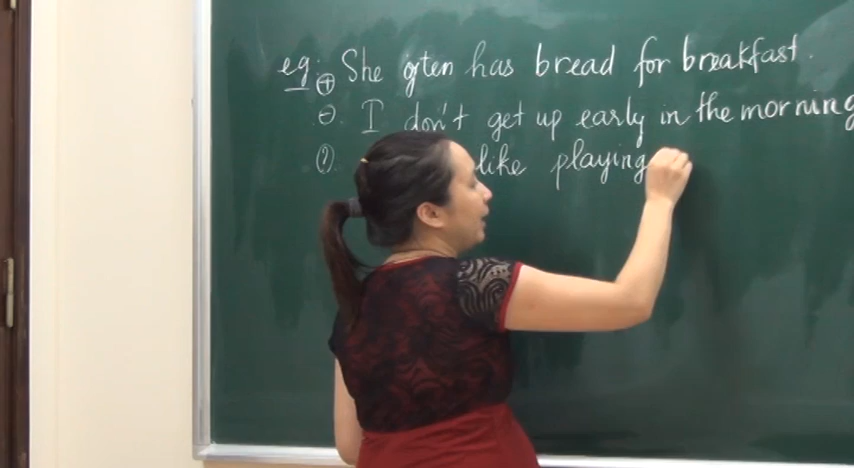 eg: ⊕ She often has bread for breakfast.
⊖ I don't get up early in the morning
(?) like playing